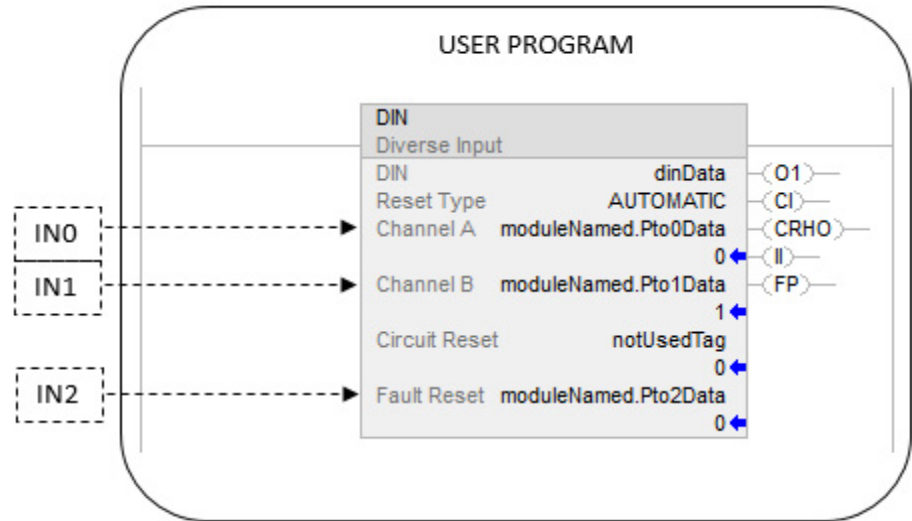 USER PROGRAM
DIN
Diverse Input
DIN dinData (O1)
Reset Type AUTOMATIC (CI)
IN0 Channel A moduleNamed.Pto0Data (CRHO)
0 (II)
IN1 Channel B moduleNamed.Pto1Data (FP)
1
Circuit Reset notUsedTag
0
IN2 Fault Reset moduleNamed.Pto2Data
0